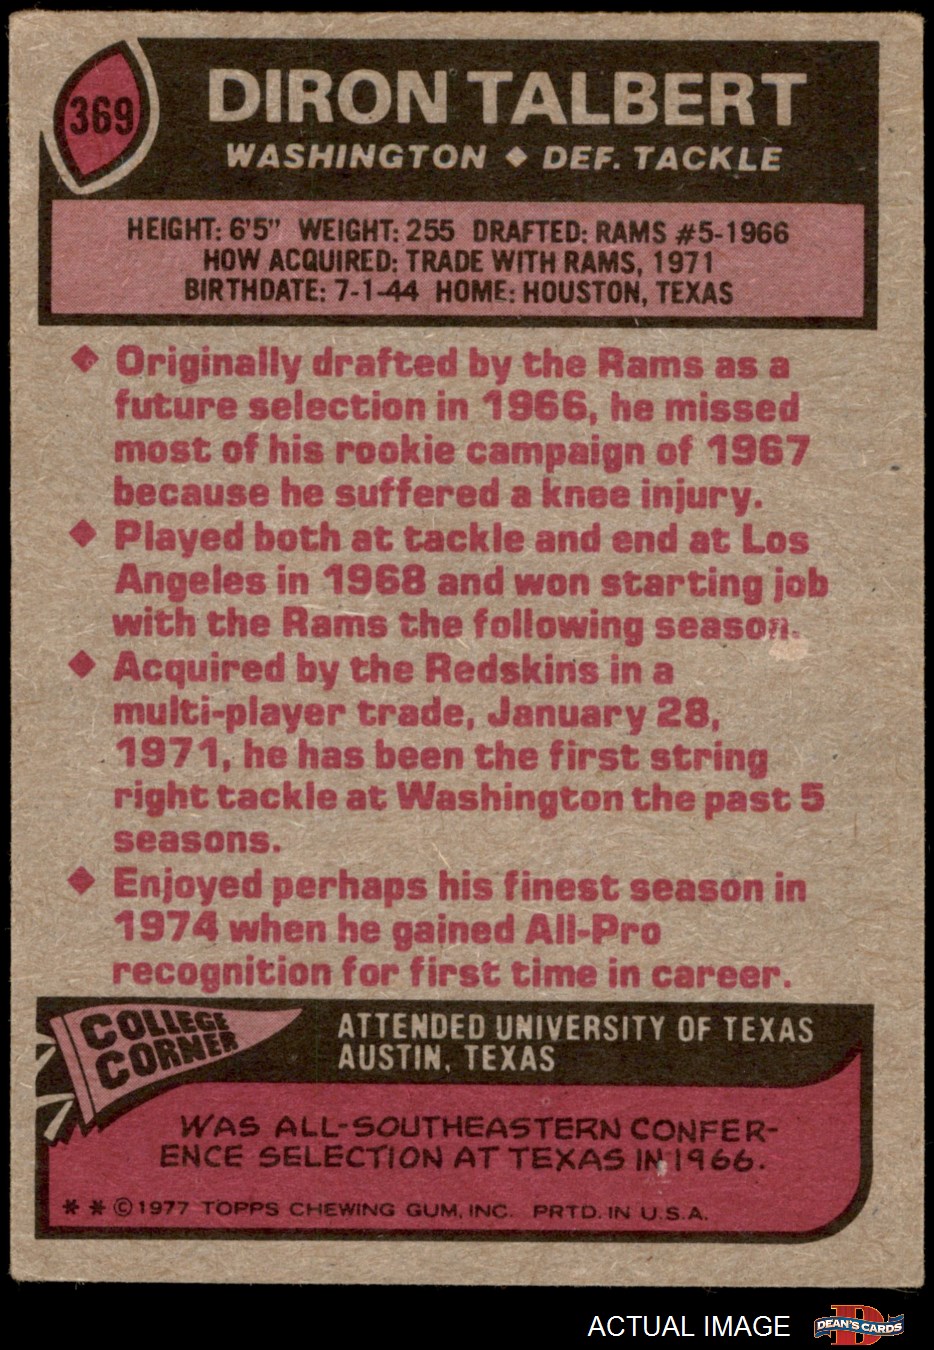 369
DIRON TALBERT
WASHINGTON ◆ DEF. TACKLE
HEIGHT: 6'5" WEIGHT: 255 DRAFTED: RAMS #5-1966
HOW ACQUIRED: TRADE WITH RAMS, 1971
BIRTHDATE: 7-1-44 HOME: HOUSTON, TEXAS
◆ Originally drafted by the Rams as a
future selection in 1966, he missed
most of his rookie campaign of 1967
because he suffered a knee injury.
◆ Played both at tackle and end at Los
Angeles in 1968 and won starting job
with the Rams the following season.
◆ Acquired by the Redskins in a
multi-player trade, January 28,
1971, he has been the first string
right tackle at Washington the past 5
seasons.
◆ Enjoyed perhaps his finest season in
1974 when he gained All-Pro
recognition for first time in career.
COLLEGE
CORNER
ATTENDED UNIVERSITY OF TEXAS
AUSTIN, TEXAS
WAS ALL-SOUTHEASTERN CONFER-
ENCE SELECTION AT TEXAS IN 1966.
* * © 1977 TOPPS CHEWING GUM, INC. PRTD. IN U.S.A.
ACTUAL IMAGE
D
DEAN'S CARDS